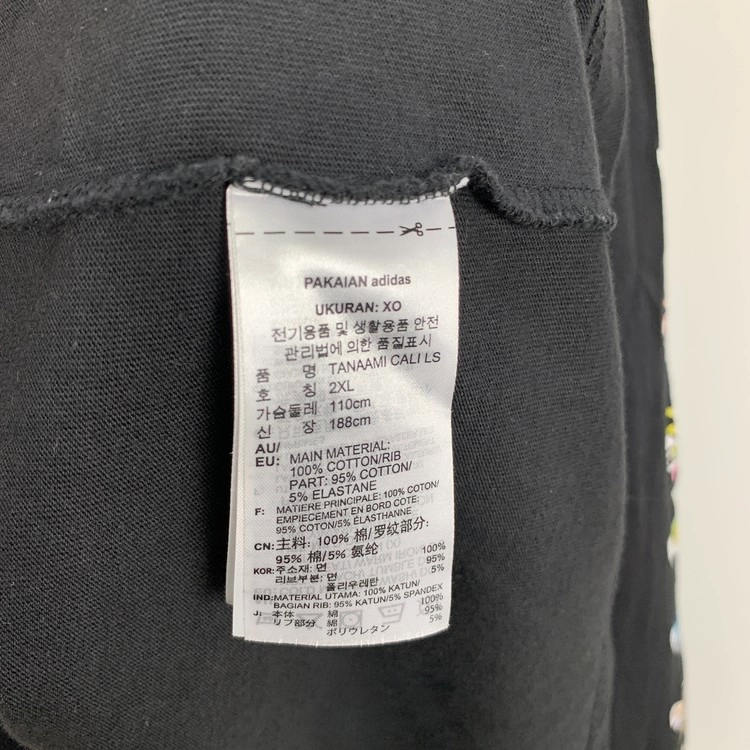 PAKAIAN adidas
UKURAN: XO
전기용품 및 생활용품 안전
관리법에 의한 품질표시
품 명 TANAAMI CALI LS
호 칭 2XL
가슴둘레 110cm
신 장 188cm
AU/
EU: MAIN MATERIAL:
100% COTTON/RIB
PART: 95% COTTON/
5% ELASTANE
F: MATIERE PRINCIPALE: 100% COTON/
EMPIECEMENT EN BORD COTE:
95% COTON/5% ELASTHANNE
CN: 主料: 100% 棉/罗纹部分:
95% 棉/5% 氨纶
KOR: 주소재: 면 100%
리브부분: 면 95%
폴리우레탄 5%
IND: MATERIAL UTAMA: 100% KATUN/
BAGIAN RIB: 95% KATUN/5% SPANDEX
J: 本体 綿 100%
リブ部分 綿 95%
ポリウレタン 5%